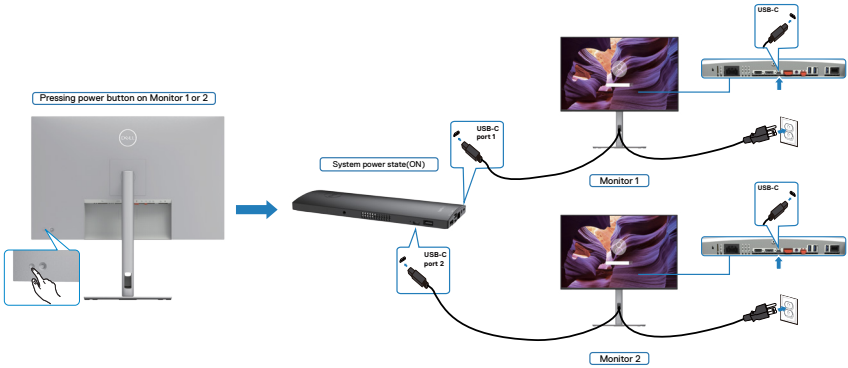 Pressing power button on Monitor 1 or 2
DELL
System power state(ON)
USB-C
port 1
USB-C
port 2
USB-C
Monitor 1
USB-C
Monitor 2